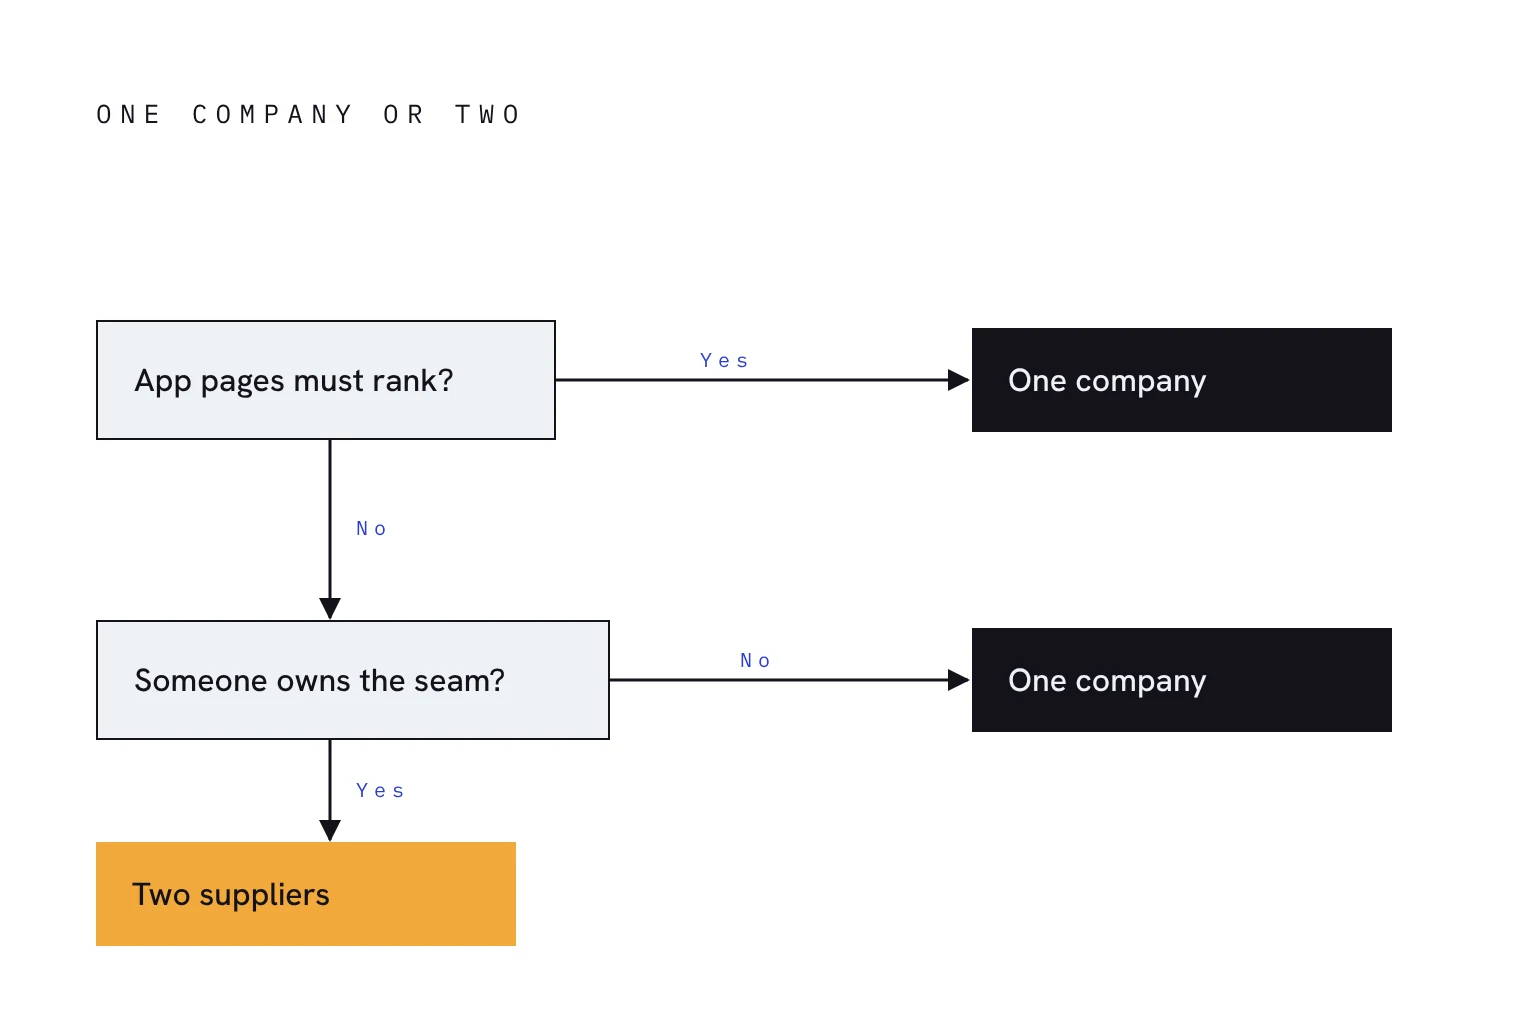 ONE COMPANY OR TWO
App pages must rank?
Yes
One company
No
Someone owns the seam?
No
One company
Yes
Two suppliers